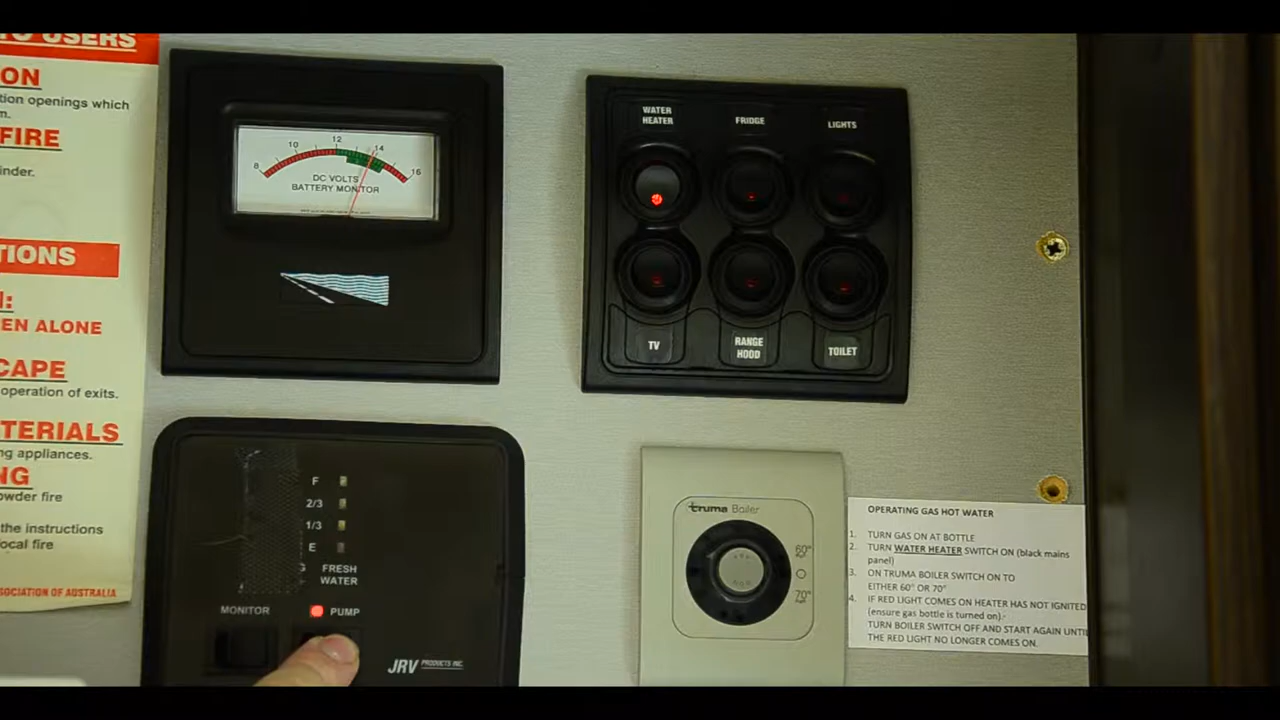 TO USERS
ON
tion openings which
m.
FIRE
inder.
TIONS
EN ALONE
CAPE
operation of exits.
TERIALS
ng appliances.
NG
owder fire
the instructions
ocal fire
SOCIATION OF AUSTRALIA
8 10 12 14 16
DC VOLTS
BATTERY MONITOR
WATER HEATER
FRIDGE
LIGHTS
TV
RANGE HOOD
TOILET
F
2/3
1/3
E
FRESH
WATER
MONITOR
PUMP
JRV PRODUCTS INC.
truma Boiler
60°
70°
OPERATING GAS HOT WATER
1. TURN GAS ON AT BOTTLE
2. TURN WATER HEATER SWITCH ON (black mains
panel)
3. ON TRUMA BOILER SWITCH ON TO
EITHER 60° OR 70°
4. IF RED LIGHT COMES ON HEATER HAS NOT IGNITED
(ensure gas bottle is turned on).-
TURN BOILER SWITCH OFF AND START AGAIN UNTIL
THE RED LIGHT NO LONGER COMES ON.